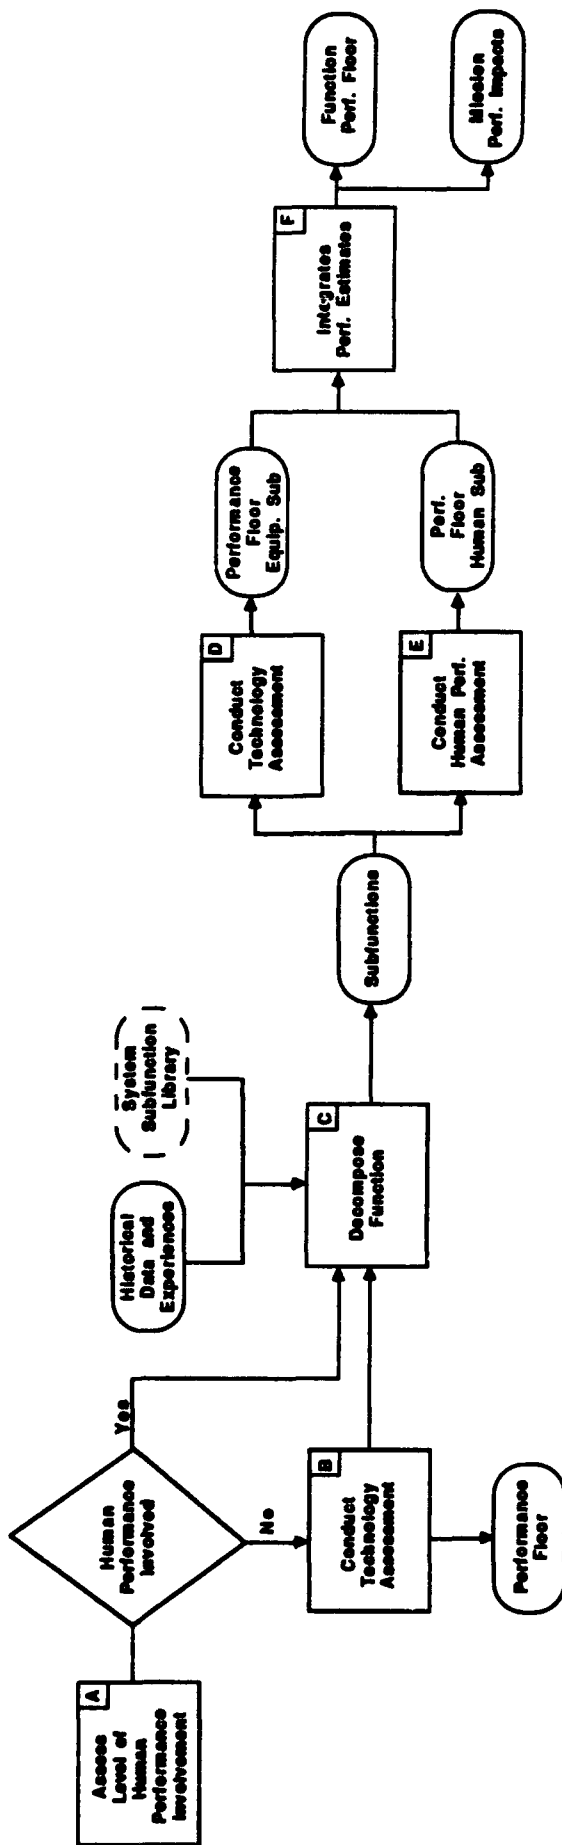 A
Assess
Level of
Human
Performance
Involvement
Human
Performance
Involved
Yes
No
B
Conduct
Technology
Assessment
Performance
Floor
Historical
Data and
Experiences
System
Subfunction
Library
C
Decompose
Function
Subfunctions
D
Conduct
Technology
Assessment
E
Conduct
Human Perf.
Assessment
Performance
Floor
Equip. Sub
Perf.
Floor
Human Sub
F
Integrates
Perf. Estimates
Function
Perf. Floor
Mission
Perf. Impacts